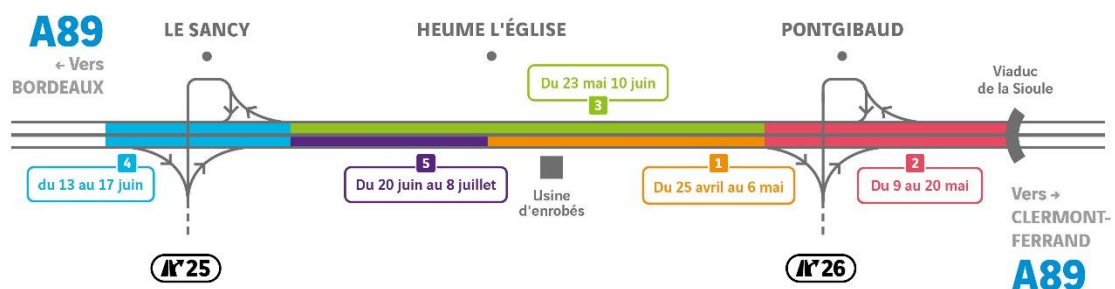 A89
← Vers
BORDEAUX
LE SANCY
HEUME L'ÉGLISE
PONTGIBAUD
Viaduc
de la Sioule
Du 23 mai 10 juin
3
4
du 13 au 17 juin
5
Du 20 juin au 8 juillet
Usine
d'enrobés
1
Du 25 avril au 6 mai
2
Du 9 au 20 mai
Vers →
CLERMONT-
FERRAND
A89
25
26